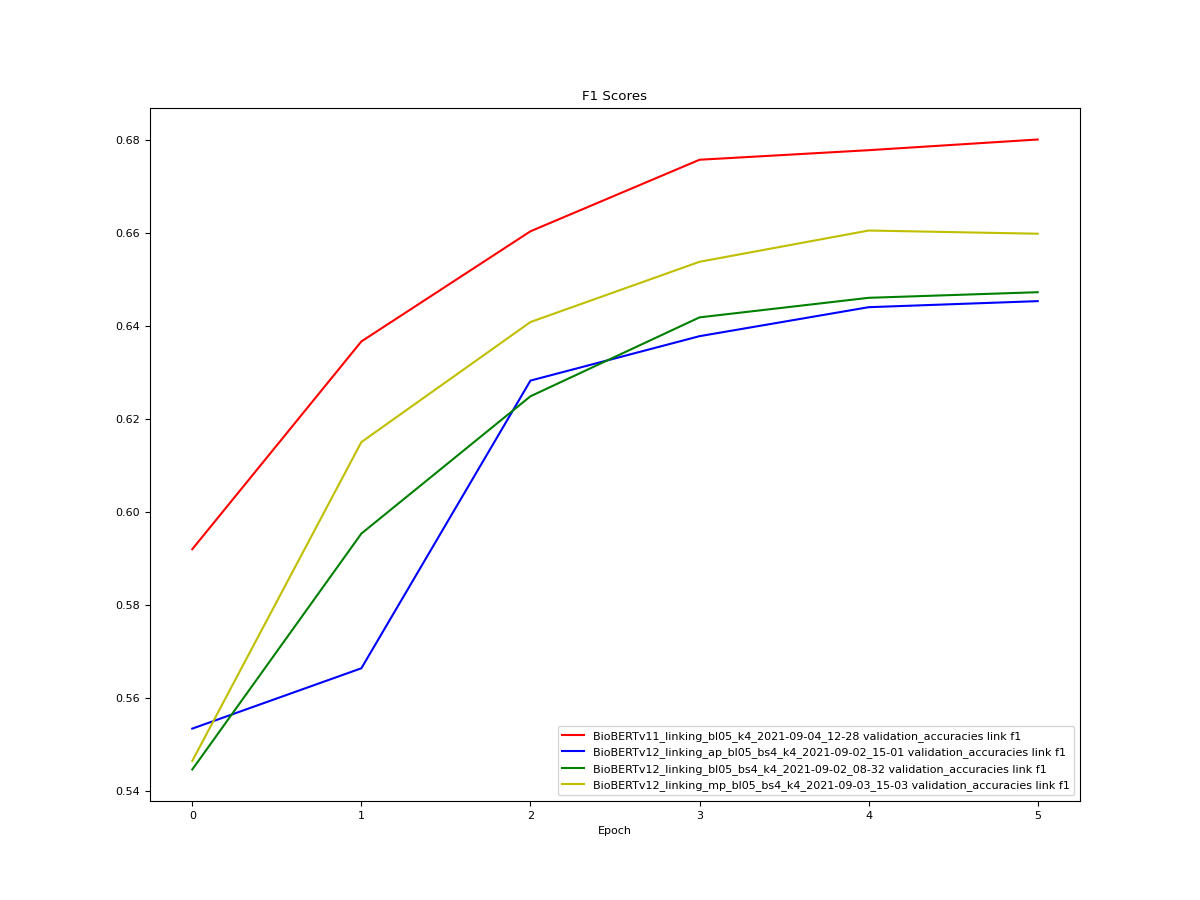 F1 Scores
0.68
0.66
0.64
0.62
0.60
0.58
0.56
0.54
BioBERTv11_linking_bl05_k4_2021-09-04_12-28 validation_accuracies link f1
BioBERTv12_linking_ap_bl05_bs4_k4_2021-09-02_15-01 validation_accuracies link f1
BioBERTv12_linking_bl05_bs4_k4_2021-09-02_08-32 validation_accuracies link f1
BioBERTv12_linking_mp_bl05_bs4_k4_2021-09-03_15-03 validation_accuracies link f1
0 1 2 3 4 5
Epoch